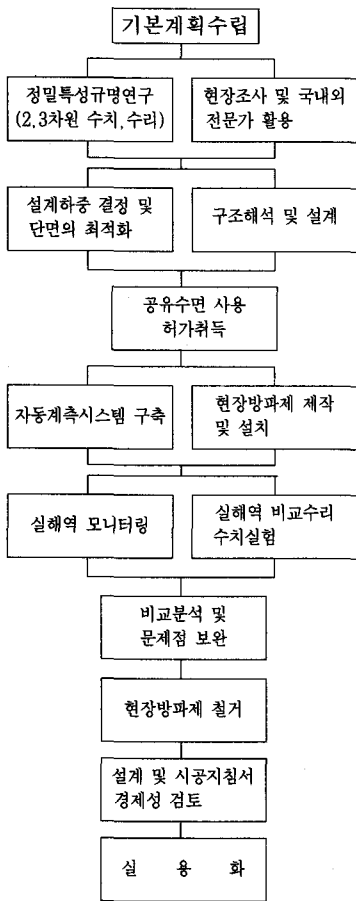 기본계획수립
정밀특성규명연구
(2,3차원 수치,수리)
현장조사 및 국내외
전문가 활용
설계하중 결정 및
단면의 최적화
구조해석 및 설계
공유수면 사용
허가취득
자동계측시스템 구축
현장방파제 제작
및 설치
실해역 모니터링
실해역 비교수리
수치실험
비교분석 및
문제점 보완
현장방파제 철거
설계 및 시공지침서
경제성 검토
실 용 화